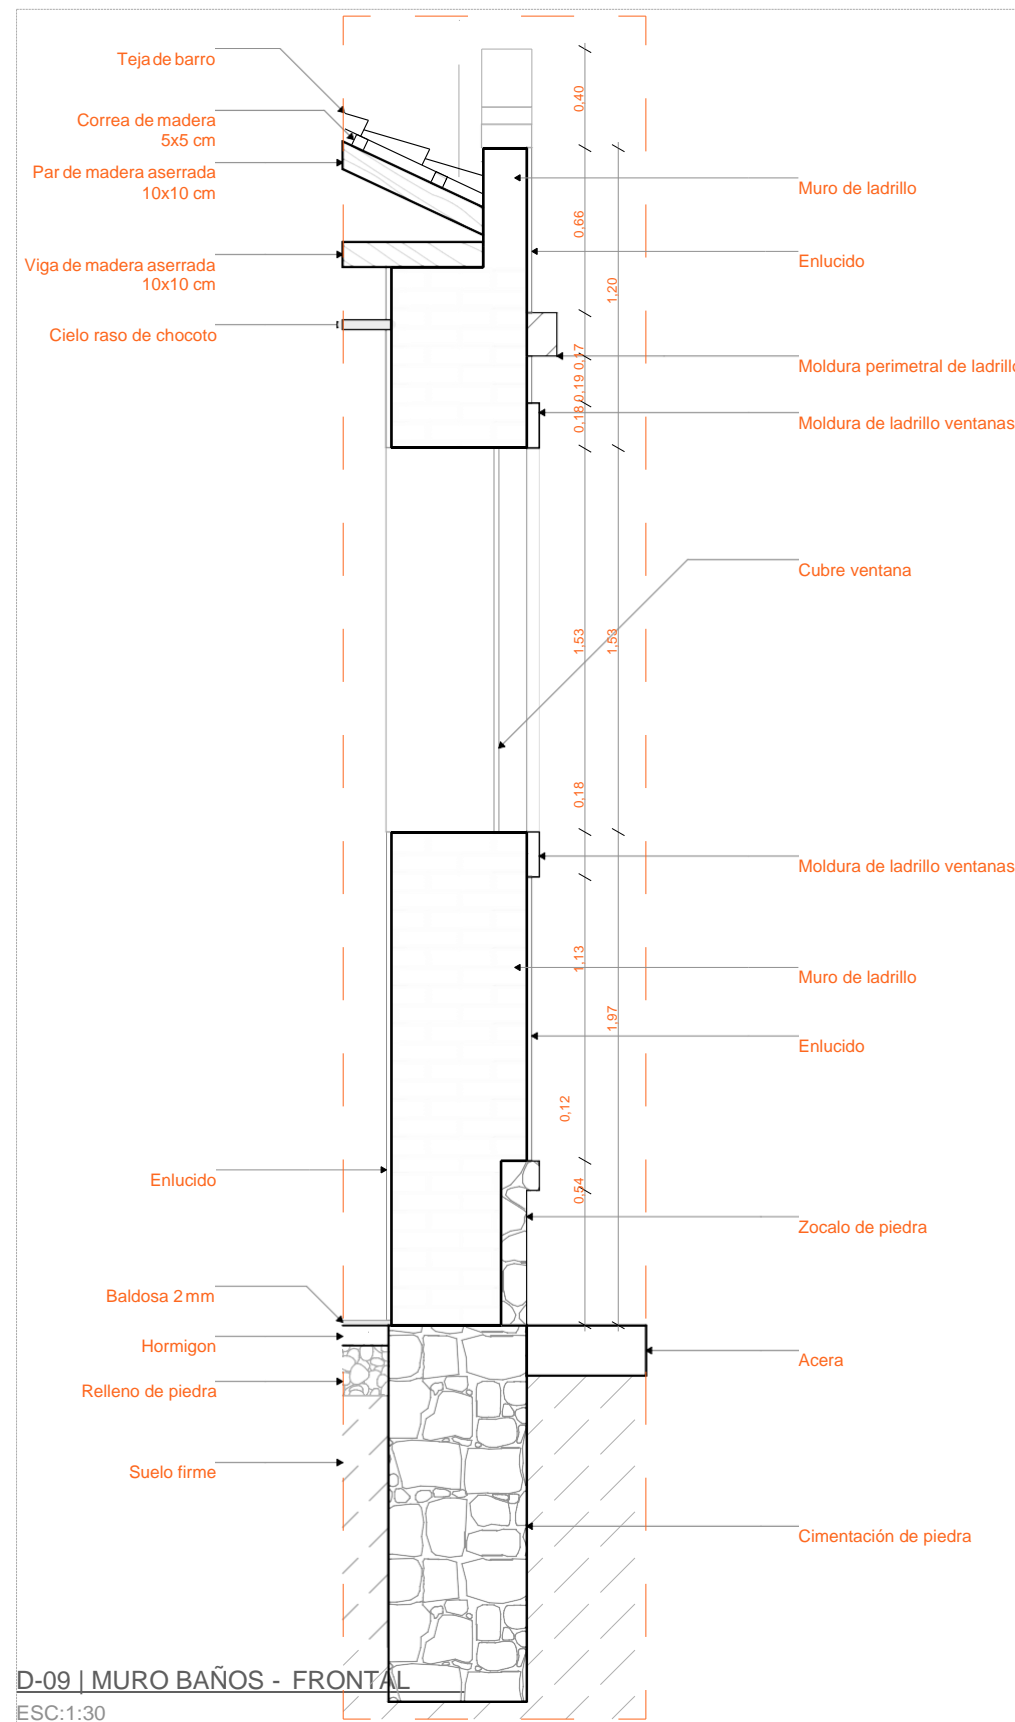 Teja de barro
Correa de madera
5x5 cm
Par de madera aserrada
10x10 cm
Viga de madera aserrada
10x10 cm
Cielo raso de chocoto
0,40
0,66
1,20
0,17
0,19
0,18
1,53
1,53
0,18
1,13
1,97
0,12
0,54
Muro de ladrillo
Enlucido
Moldura perimetral de ladrillo
Moldura de ladrillo ventanas
Cubre ventana
Moldura de ladrillo ventanas
Muro de ladrillo
Enlucido
Enlucido
Zocalo de piedra
Baldosa 2 mm
Hormigon
Relleno de piedra
Acera
Suelo firme
Cimentación de piedra
D-09 | MURO BAÑOS - FRONTAL
ESC:1:30